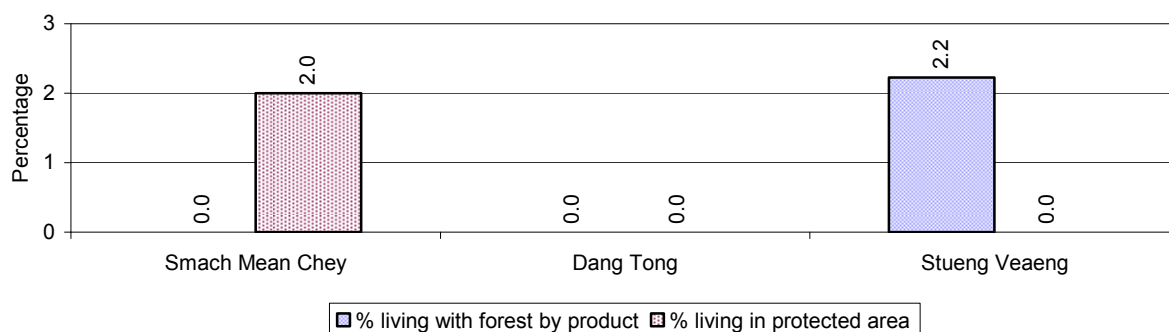 3
2
1
0
Percentage
0.0
2.0
0.0
0.0
2.2
0.0
Smach Mean Chey
Dang Tong
Stueng Veaeng
% living with forest by product
% living in protected area